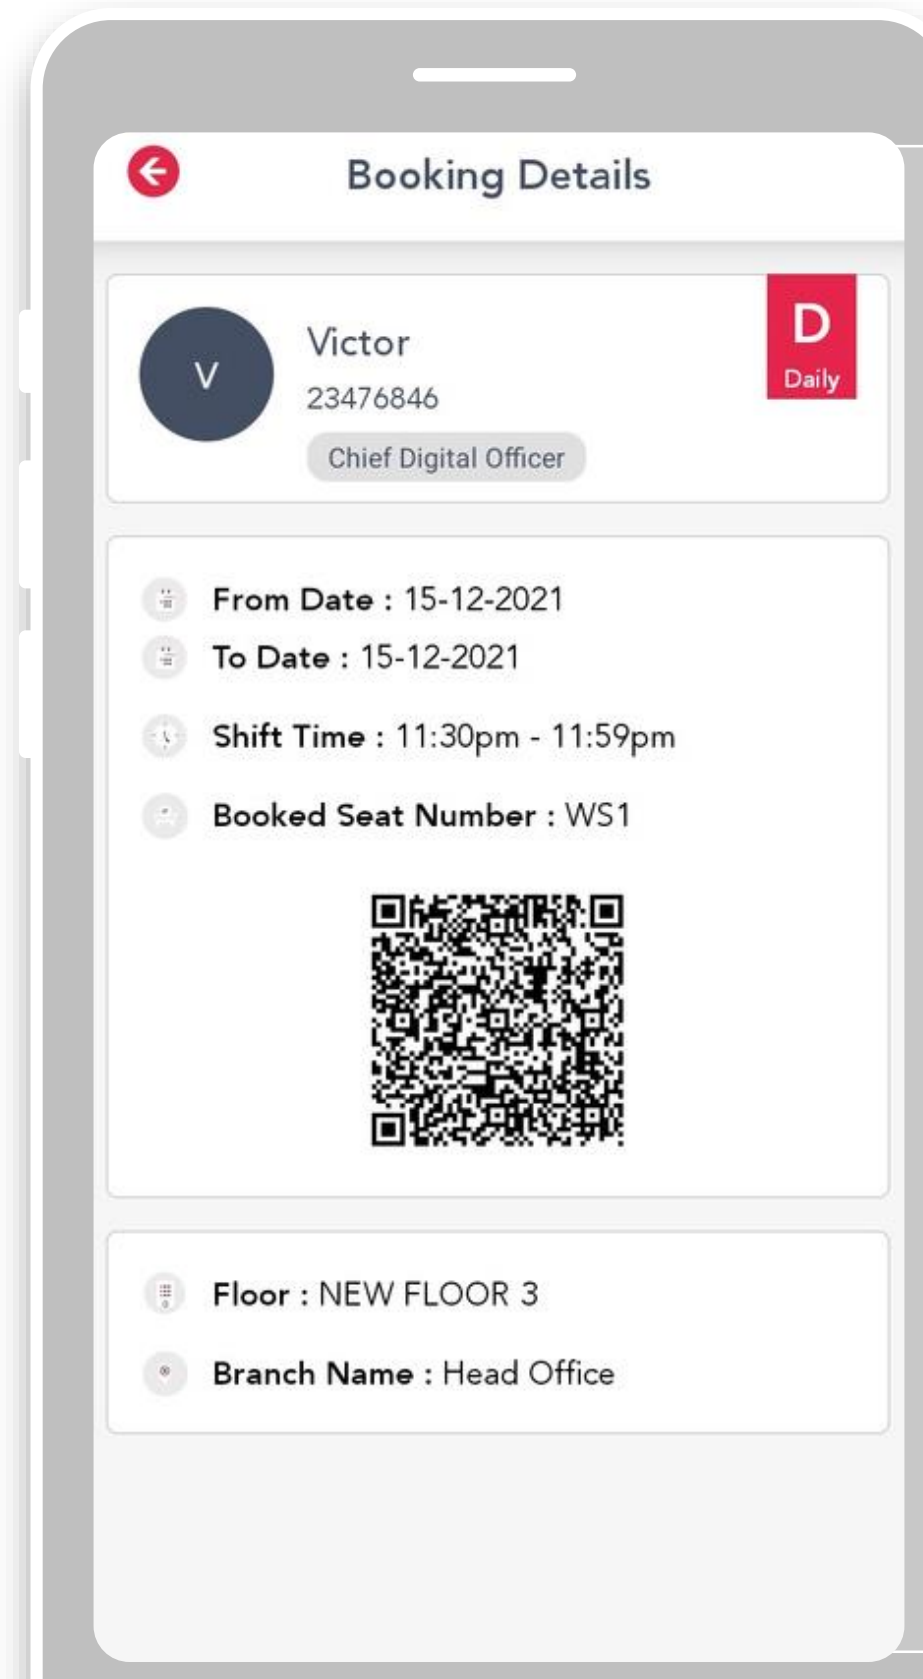 Booking Details
V
Victor
23476846
Chief Digital Officer
D
Daily
From Date : 15-12-2021
To Date : 15-12-2021
Shift Time : 11:30pm - 11:59pm
Booked Seat Number : WS1
Floor : NEW FLOOR 3
Branch Name : Head Office